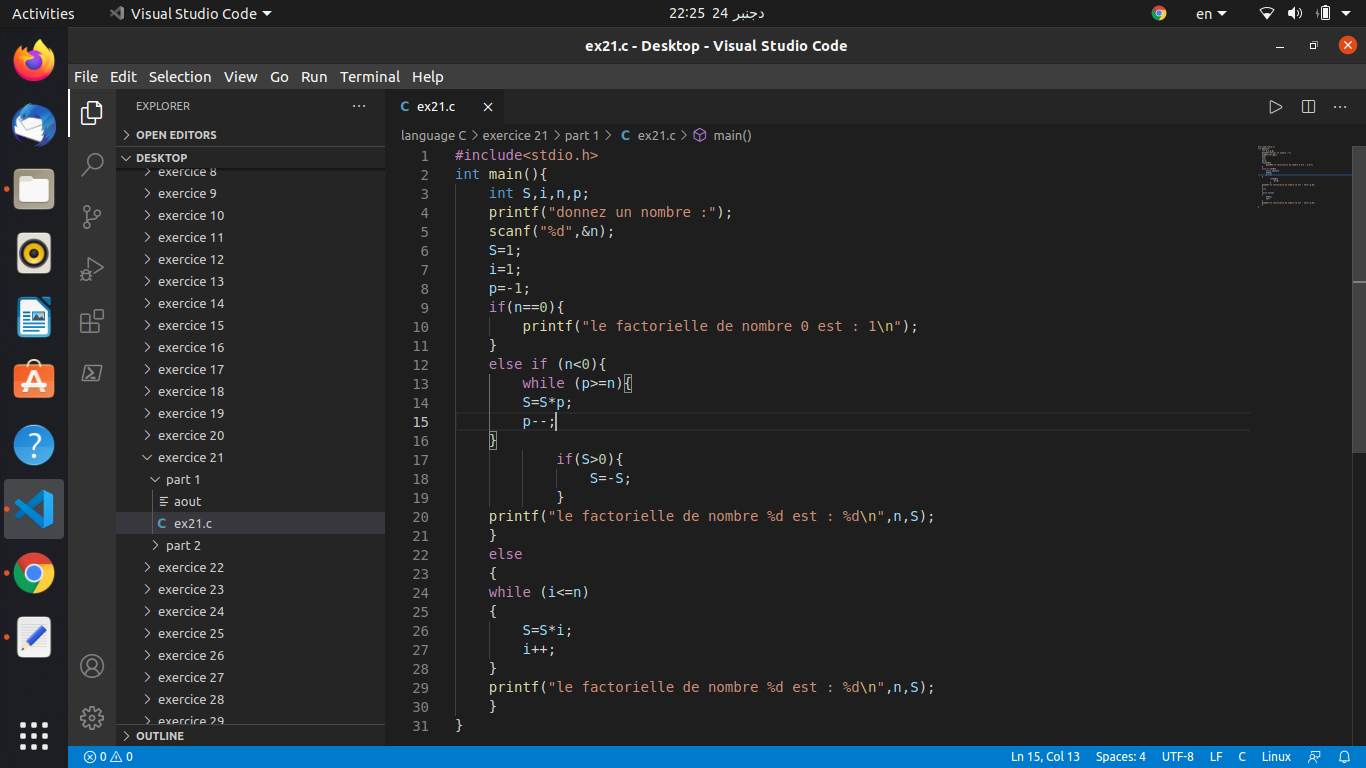 Activities
Visual Studio Code
22:25 24 دجنبر
en
ex21.c - Desktop - Visual Studio Code
File Edit Selection View Go Run Terminal Help
EXPLORER
OPEN EDITORS
DESKTOP
exercice 8
exercice 9
exercice 10
exercice 11
exercice 12
exercice 13
exercice 14
exercice 15
exercice 16
exercice 17
exercice 18
exercice 19
exercice 20
exercice 21
part 1
aout
C ex21.c
part 2
exercice 22
exercice 23
exercice 24
exercice 25
exercice 26
exercice 27
exercice 28
exercice 29
OUTLINE
C ex21.c
language C > exercice 21 > part 1 > C ex21.c > main()
1 #include<stdio.h>
2 int main(){
3 int S,i,n,p;
4 printf("donnez un nombre :");
5 scanf("%d",&n);
6 S=1;
7 i=1;
8 p=-1;
9 if(n==0){
10 printf("le factorielle de nombre 0 est : 1\n");
11 }
12 else if (n<0){
13 while (p>=n){
14 S=S*p;
15 p--;
16 }
17 if(S>0){
18 S=-S;
19 }
20 printf("le factorielle de nombre %d est : %d\n",n,S);
21 }
22 else
23 {
24 while (i<=n)
25 {
26 S=S*i;
27 i++;
28 }
29 printf("le factorielle de nombre %d est : %d\n",n,S);
30 }
31 }
0 0
Ln 15, Col 13 Spaces: 4 UTF-8 LF C Linux